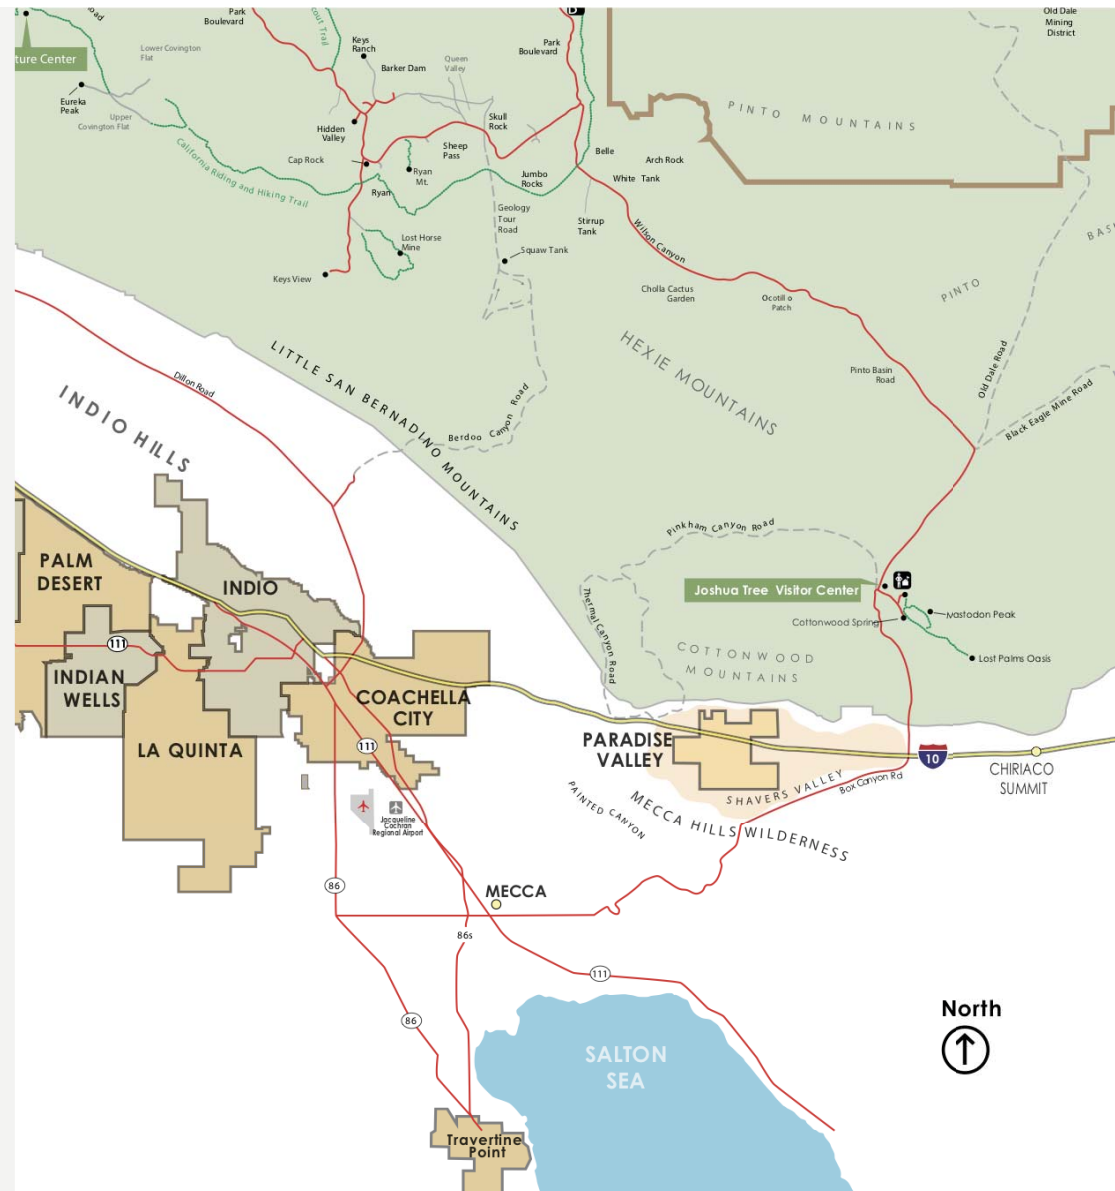 Park
Boulevard
Road
ture Center
Scout Trail
Lower Covington
Flat
Keys
Ranch
Barker Dam
Queen
Valley
D
Park
Boulevard
Old Dale
Mining
District
Eureka
Peak
Upper
Covington Flat
Hidden
Valley
Skull
Rock
PINTO MOUNTAINS
California Riding and Hiking Trail
Cap Rock
Sheep
Pass
Ryan
Mt.
Ryan
Jumbo
Rocks
Belle
Arch Rock
White Tank
Geology
Tour
Road
Stirrup
Tank
Wilson Canyon
Lost Horse
Mine
Squaw Tank
Keys View
Cholla Cactus
Garden
Ocotillo
Patch
PINTO
BAS
HEXIE MOUNTAINS
Pinto Basin
Road
Old Dale Road
Black Eagle Mine Road
Dillon Road
LITTLE SAN BERNADINO MOUNTAINS
INDIO HILLS
Berdoo Canyon Road
Pinkham Canyon Road
Thermal Canyon Road
Joshua Tree Visitor Center
Cottonwood Spring
Mastodon Peak
Lost Palms Oasis
COTTONWOOD
MOUNTAINS
PALM
DESERT
INDIO
111
INDIAN
WELLS
COACHELLA
CITY
LA QUINTA
111
PARADISE
VALLEY
10
CHIRIACO
SUMMIT
SHAVERS VALLEY
Box Canyon Rd
PAINTED CANYON
MECCA HILLS WILDERNESS
Jacqueline
Cochran
Regional Airport
86
MECCA
86s
111
86
North
SALTON
SEA
Travertine
Point